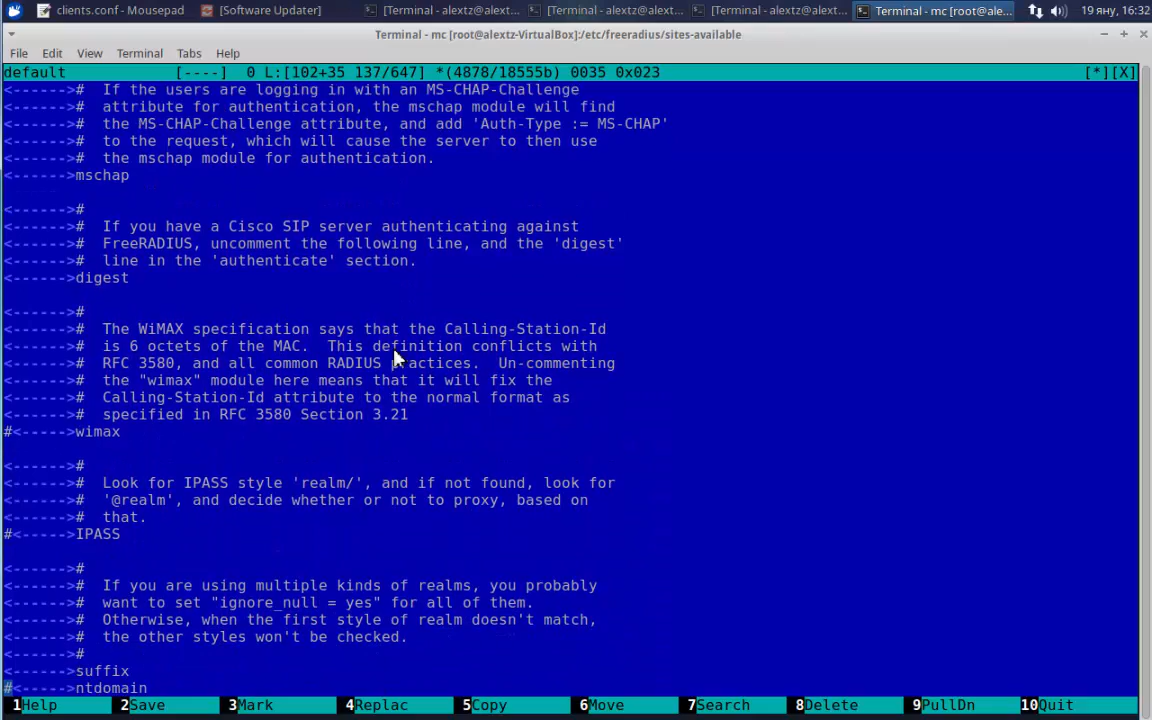 clients.conf - Mousepad [Software Updater] [Terminal - alextz@alext... [Terminal - alextz@alext... [Terminal - alextz@alext... Terminal - mc [root@ale... 19 яну, 16:32
Terminal - mc [root@alextz-VirtualBox]:/etc/freeradius/sites-available
File Edit View Terminal Tabs Help
default [----] 0 L:[102+35 137/647] *(4878/18555b) 0035 0x023 [*][X]
<------># If the users are logging in with an MS-CHAP-Challenge
<------># attribute for authentication, the mschap module will find
<------># the MS-CHAP-Challenge attribute, and add 'Auth-Type := MS-CHAP'
<------># to the request, which will cause the server to then use
<------># the mschap module for authentication.
<------>mschap
<------>#
<------># If you have a Cisco SIP server authenticating against
<------># FreeRADIUS, uncomment the following line, and the 'digest'
<------># line in the 'authenticate' section.
<------>digest
<------>#
<------># The WiMAX specification says that the Calling-Station-Id
<------># is 6 octets of the MAC. This definition conflicts with
<------># RFC 3580, and all common RADIUS practices. Un-commenting
<------># the "wimax" module here means that it will fix the
<------># Calling-Station-Id attribute to the normal format as
<------># specified in RFC 3580 Section 3.21
#<----->wimax
<------>#
<------># Look for IPASS style 'realm/', and if not found, look for
<------># '@realm', and decide whether or not to proxy, based on
<------># that.
#<----->IPASS
<------>#
<------># If you are using multiple kinds of realms, you probably
<------># want to set "ignore_null = yes" for all of them.
<------># Otherwise, when the first style of realm doesn't match,
<------># the other styles won't be checked.
<------>#
<------>suffix
#<----->ntdomain
1Help 2Save 3Mark 4Replac 5Copy 6Move 7Search 8Delete 9PullDn 10Quit